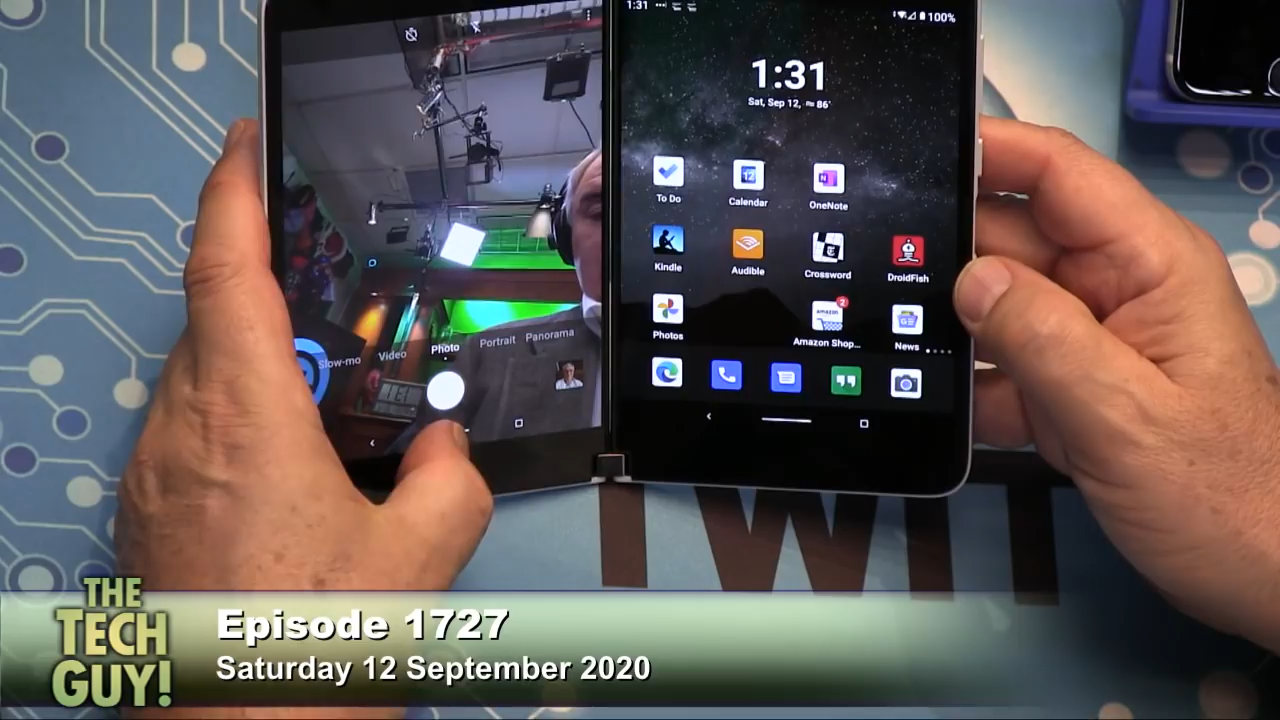 1:31
100%
1:31
Sat, Sep 12, 86°
To Do
12
Calendar
N
OneNote
Kindle
Audible
T
Crossword
DroidFish
Slow-mo
Video
Photo
Portrait
Panorama
Photos
amazon
2
Amazon Shop...
News
TWIT
THE
TECH
GUY!
Episode 1727
Saturday 12 September 2020